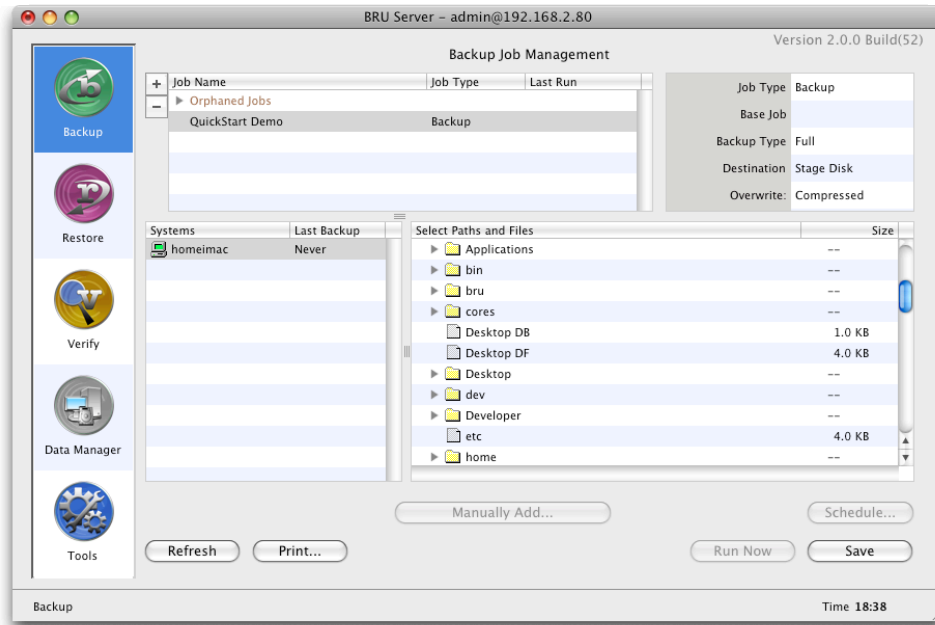 BRU Server – admin@192.168.2.80
Version 2.0.0 Build(52)
Backup Job Management
Backup
Restore
Verify
Data Manager
Tools
+
−
Job Name Job Type Last Run
Orphaned Jobs
QuickStart Demo Backup
Job Type Backup
Base Job
Backup Type Full
Destination Stage Disk
Overwrite: Compressed
Systems Last Backup
homeimac Never
Select Paths and Files Size
Applications --
bin --
bru --
cores --
Desktop DB 1.0 KB
Desktop DF 4.0 KB
Desktop --
dev --
Developer --
etc 4.0 KB
home --
Manually Add... Schedule...
Refresh Print... Run Now Save
Backup Time 18:38